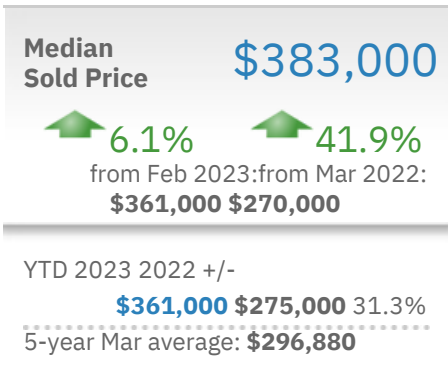 Median
Sold Price
$383,000
6.1% 41.9%
from Feb 2023:from Mar 2022:
$361,000 $270,000
YTD 2023 2022 +/-
$361,000 $275,000 31.3%
5-year Mar average: $296,880